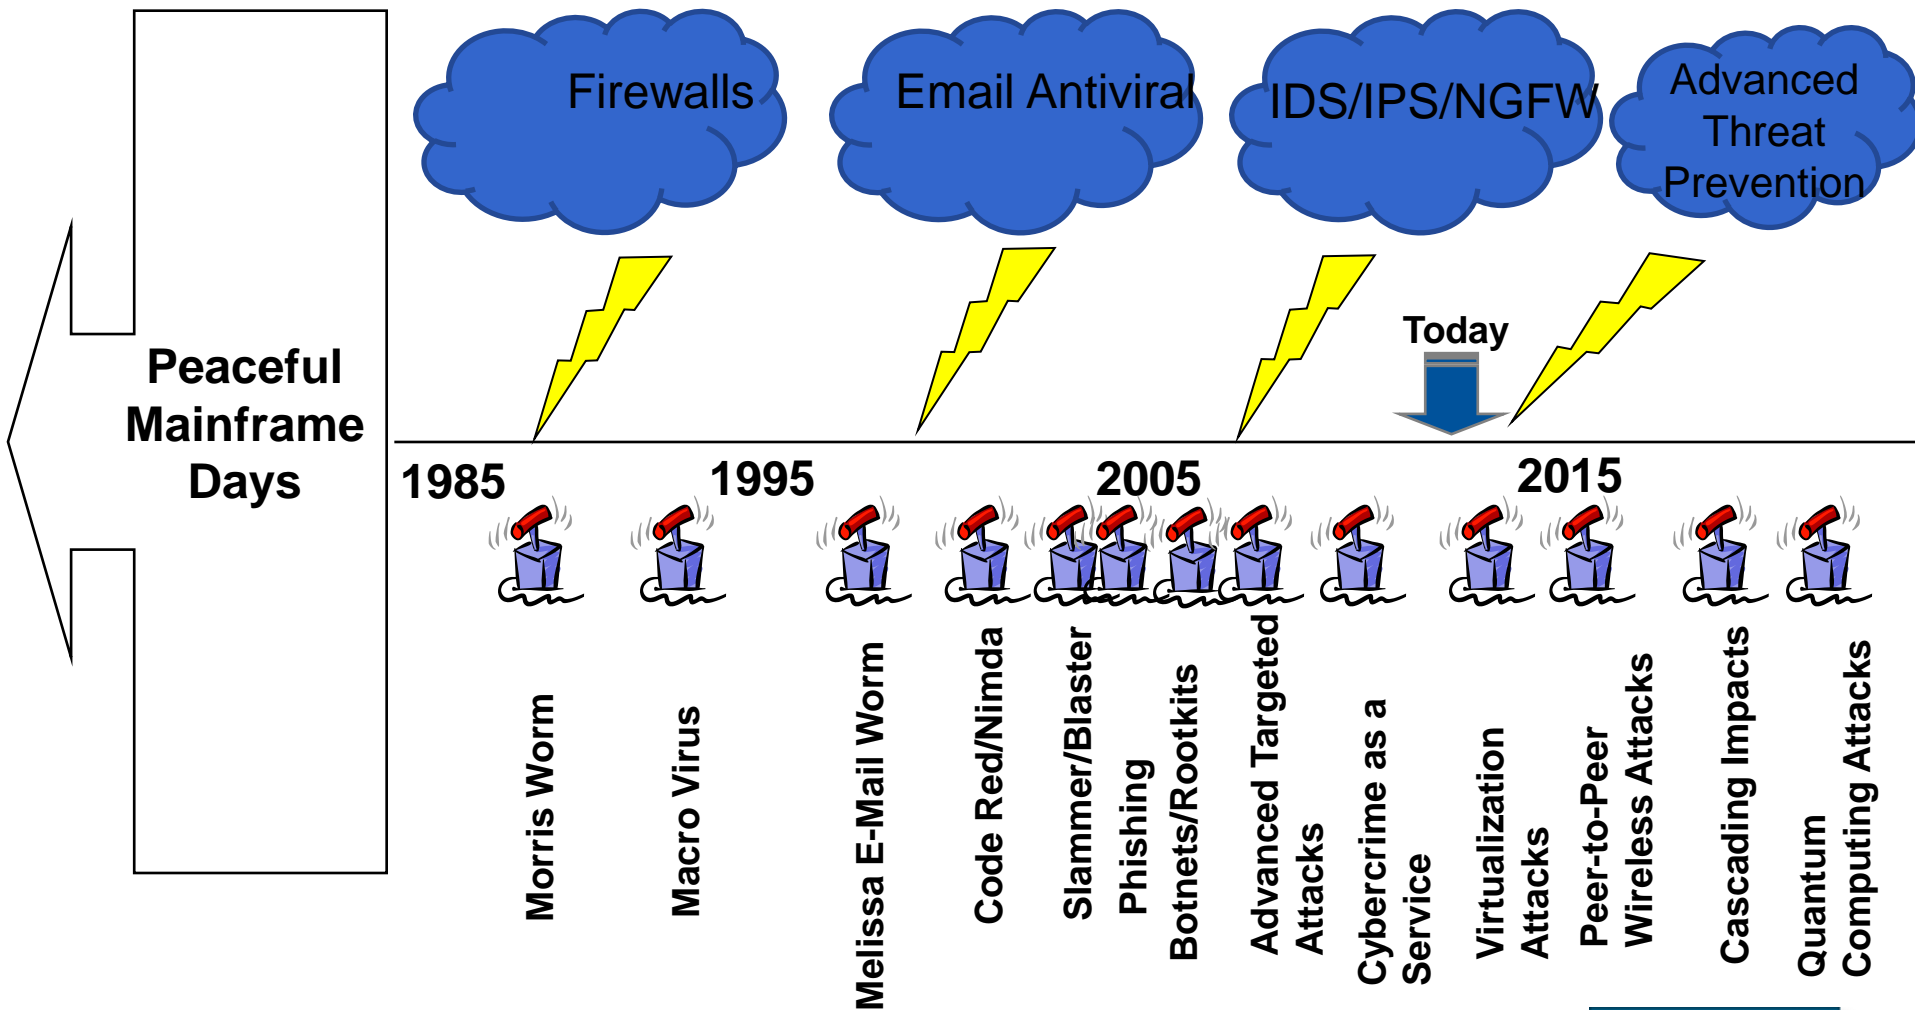 Firewalls
Email Antiviral
IDS/IPS/NGFW
Advanced
Threat
Prevention
Today
Peaceful
Mainframe
Days
1985
1995
2005
2015
Morris Worm
Macro Virus
Melissa E-Mail Worm
Code Red/Nimda
Slammer/Blaster
Phishing
Botnets/Rootkits
Advanced Targeted
Attacks
Cybercrime as a
Service
Virtualization
Attacks
Peer-to-Peer
Wireless Attacks
Cascading Impacts
Quantum
Computing Attacks